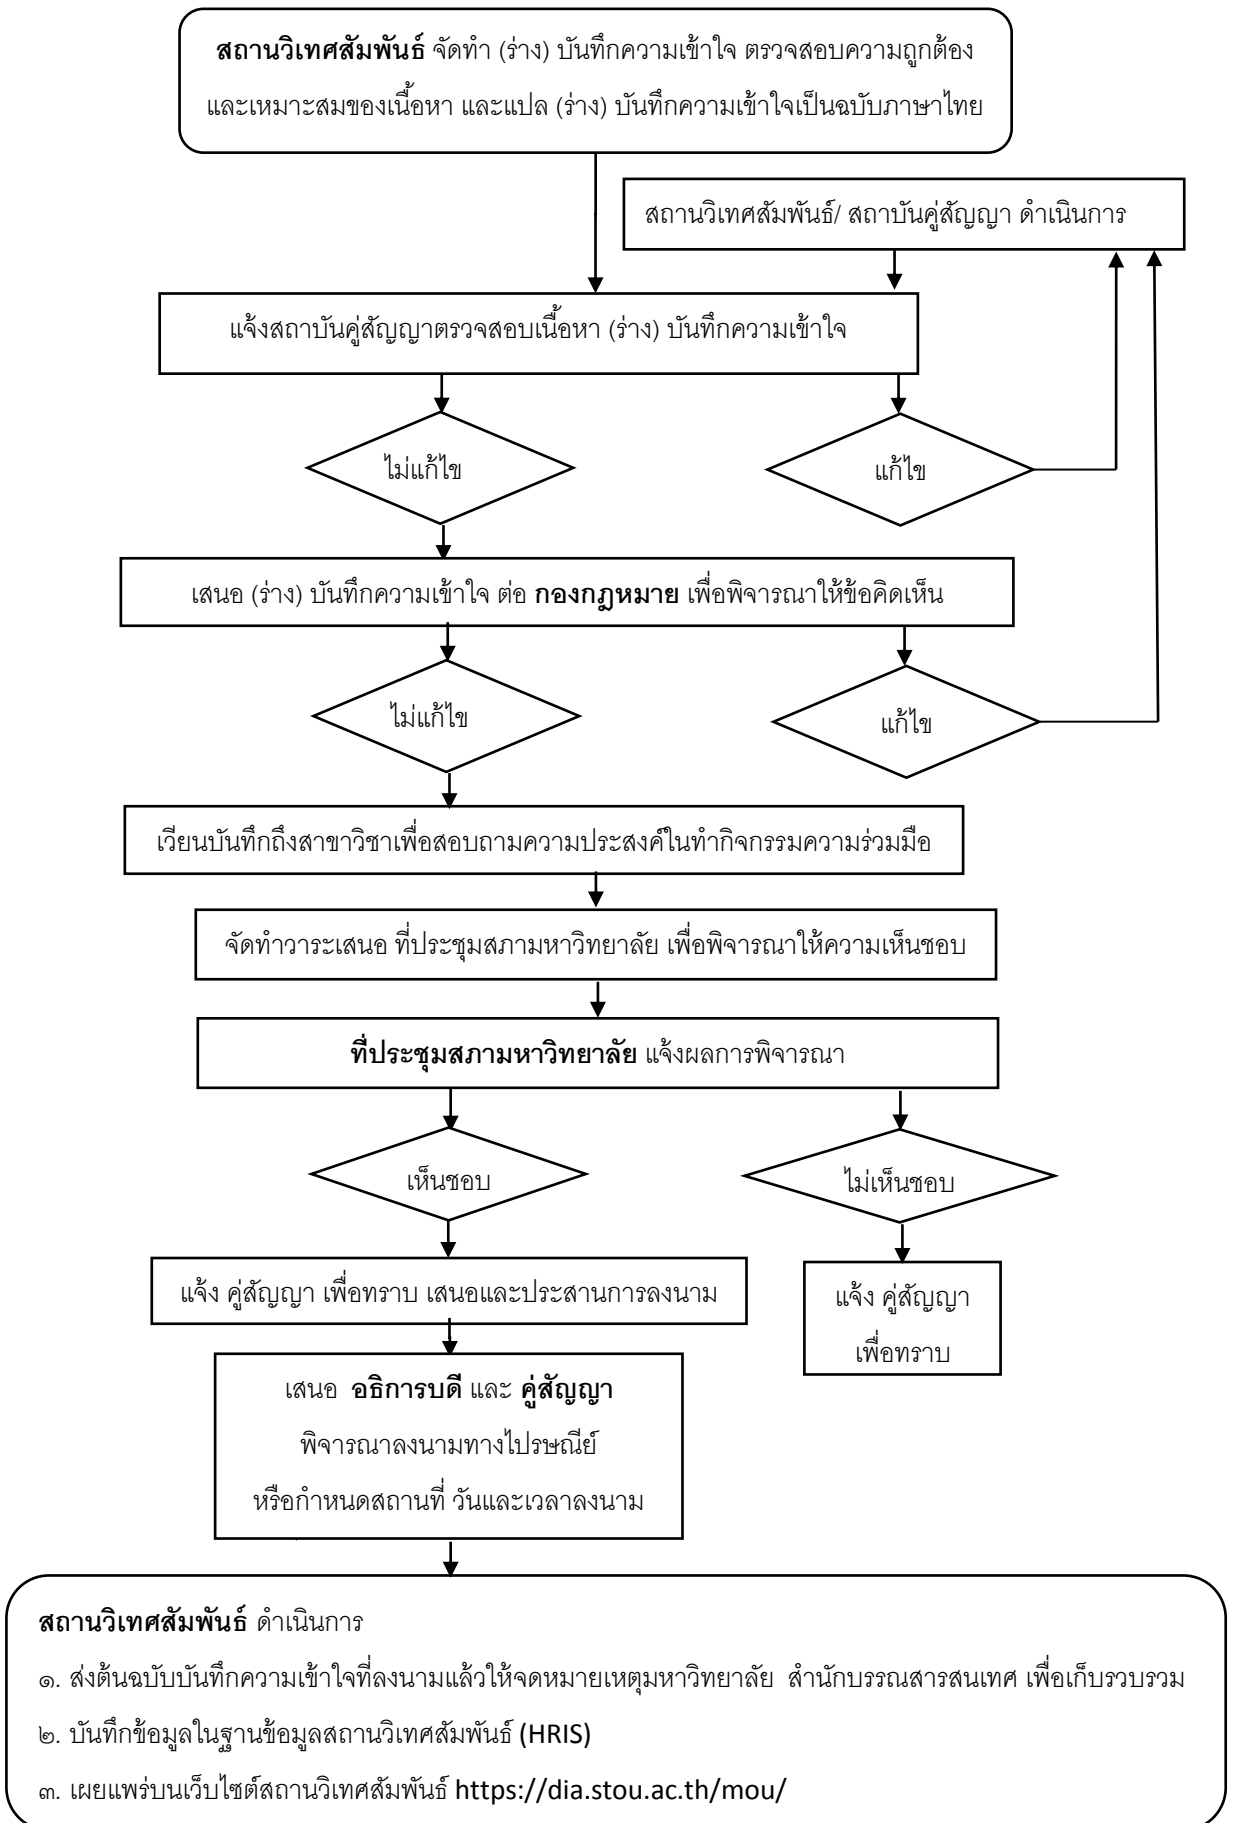 สถานวิเทศสัมพันธ์ จัดทำ (ร่าง) บันทึกความเข้าใจ ตรวจสอบความถูกต้อง
และเหมาะสมของเนื้อหา และแปล (ร่าง) บันทึกความเข้าใจเป็นฉบับภาษาไทย
สถานวิเทศสัมพันธ์/ สถาบันคู่สัญญา ดำเนินการ
แจ้งสถาบันคู่สัญญาตรวจสอบเนื้อหา (ร่าง) บันทึกความเข้าใจ
ไม่แก้ไข
แก้ไข
เสนอ (ร่าง) บันทึกความเข้าใจ ต่อ กองกฎหมาย เพื่อพิจารณาให้ข้อคิดเห็น
ไม่แก้ไข
แก้ไข
เวียนบันทึกถึงสาขาวิชาเพื่อสอบถามความประสงค์ในทำกิจกรรมความร่วมมือ
จัดทำวาระเสนอ ที่ประชุมสภามหาวิทยาลัย เพื่อพิจารณาให้ความเห็นชอบ
ที่ประชุมสภามหาวิทยาลัย แจ้งผลการพิจารณา
เห็นชอบ
ไม่เห็นชอบ
แจ้ง คู่สัญญา เพื่อทราบ เสนอและประสานการลงนาม
แจ้ง คู่สัญญา
เพื่อทราบ
เสนอ อธิการบดี และ คู่สัญญา
พิจารณาลงนามทางไปรษณีย์
หรือกำหนดสถานที่ วันและเวลาลงนาม
สถานวิเทศสัมพันธ์ ดำเนินการ
๑. ส่งต้นฉบับบันทึกความเข้าใจที่ลงนามแล้วให้จดหมายเหตุมหาวิทยาลัย สำนักบรรณสารสนเทศ เพื่อเก็บรวบรวม
๒. บันทึกข้อมูลในฐานข้อมูลสถานวิเทศสัมพันธ์ (HRIS)
๓. เผยแพร่บนเว็บไซต์สถานวิเทศสัมพันธ์ https://dia.stou.ac.th/mou/